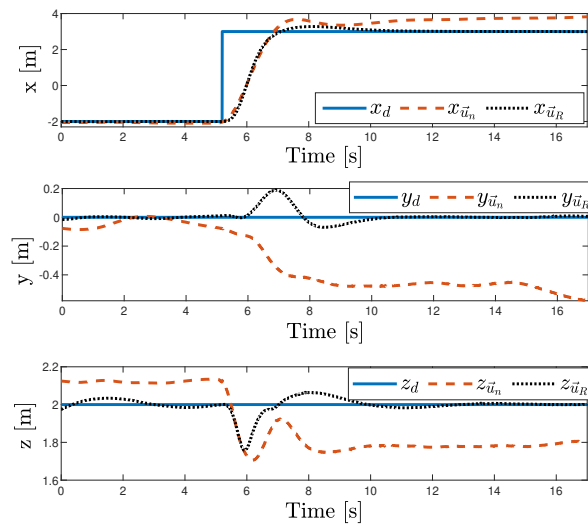 4
2
0
-2
x [m]
x_d x_{\vec{u}_n} x_{\vec{u}_R}
0 2 4 6 8 10 12 14 16
Time [s]
0.2
0
-0.2
-0.4
y [m]
y_d y_{\vec{u}_n} y_{\vec{u}_R}
0 2 4 6 8 10 12 14 16
Time [s]
2.2
2
1.8
1.6
z [m]
z_d z_{\vec{u}_n} z_{\vec{u}_R}
0 2 4 6 8 10 12 14 16
Time [s]